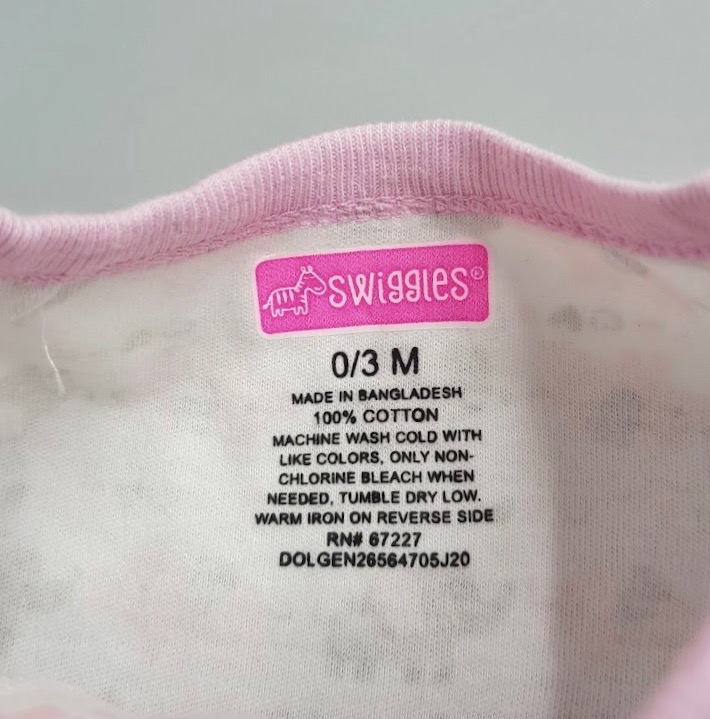 swiggles®
0/3 M
MADE IN BANGLADESH
100% COTTON
MACHINE WASH COLD WITH
LIKE COLORS, ONLY NON-
CHLORINE BLEACH WHEN
NEEDED, TUMBLE DRY LOW.
WARM IRON ON REVERSE SIDE
RN# 67227
DOLGEN26564705J20